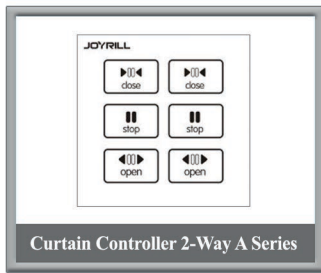 JOYRILL
close close
stop stop
open open
Curtain Controller 2-Way A Series